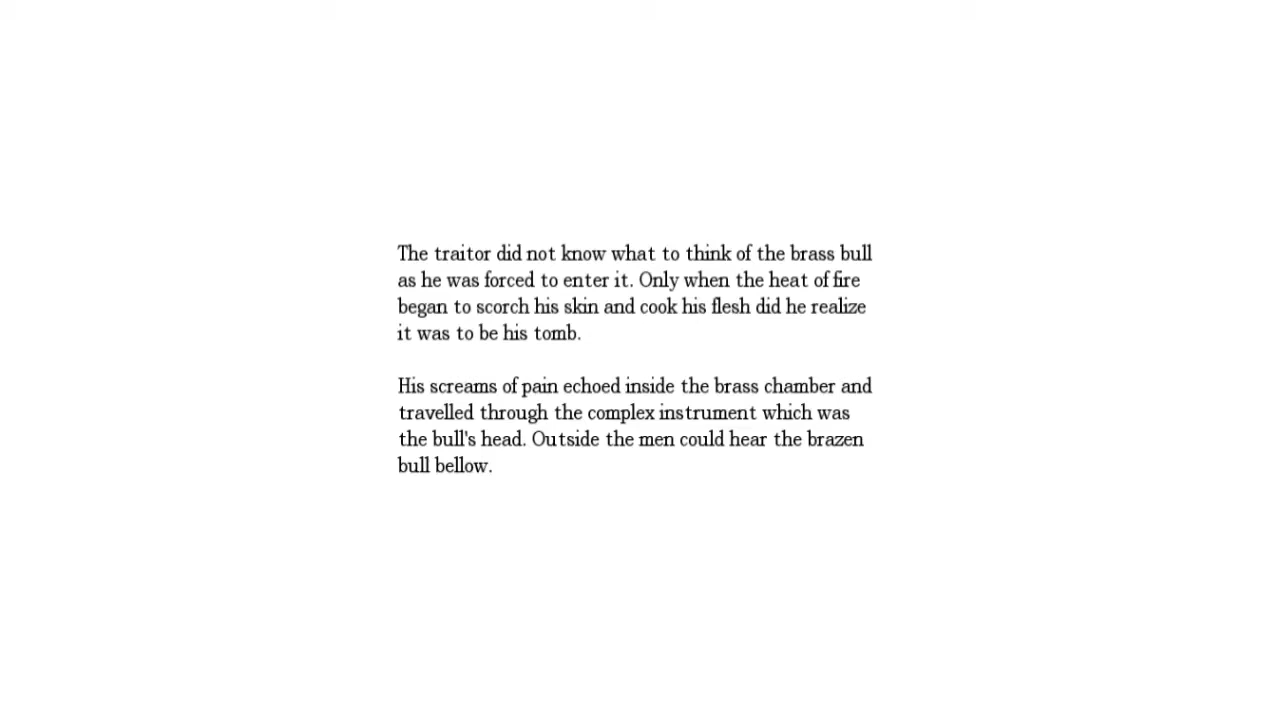 The traitor did not know what to think of the brass bull
as he was forced to enter it. Only when the heat of fire
began to scorch his skin and cook his flesh did he realize
it was to be his tomb.
His screams of pain echoed inside the brass chamber and
travelled through the complex instrument which was
the bull's head. Outside the men could hear the brazen
bull bellow.